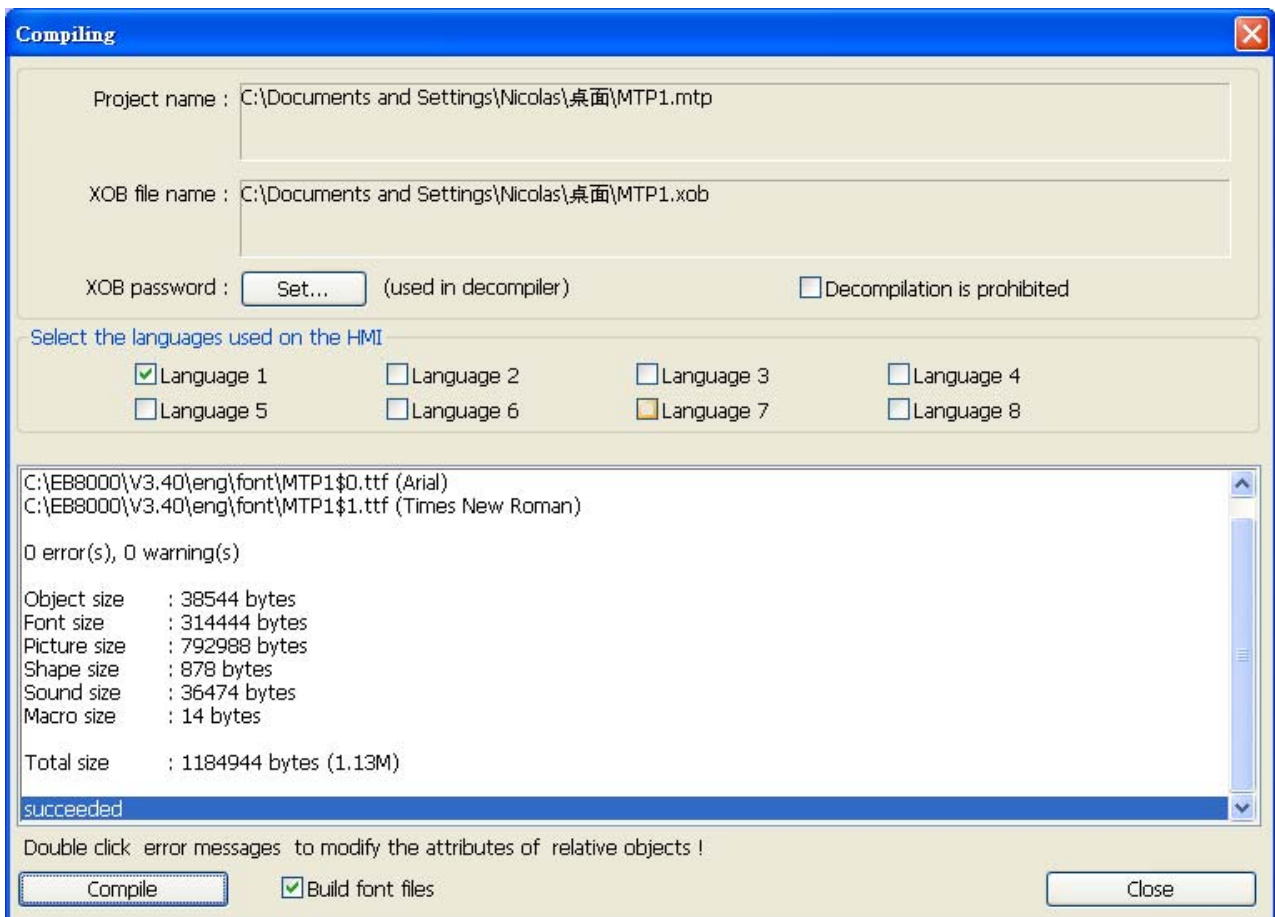 Compiling
Project name : C:\Documents and Settings\Nicolas\桌面\MTP1.mtp
XOB file name : C:\Documents and Settings\Nicolas\桌面\MTP1.xob
XOB password : Set... (used in decompiler) Decompilation is prohibited
Select the languages used on the HMI
Language 1 Language 2 Language 3 Language 4
Language 5 Language 6 Language 7 Language 8
C:\EB8000\V3.40\eng\font\MTP1$0.ttf (Arial)
C:\EB8000\V3.40\eng\font\MTP1$1.ttf (Times New Roman)
0 error(s), 0 warning(s)
Object size : 38544 bytes
Font size : 314444 bytes
Picture size : 792988 bytes
Shape size : 878 bytes
Sound size : 36474 bytes
Macro size : 14 bytes
Total size : 1184944 bytes (1.13M)
succeeded
Double click error messages to modify the attributes of relative objects !
Compile Build font files Close